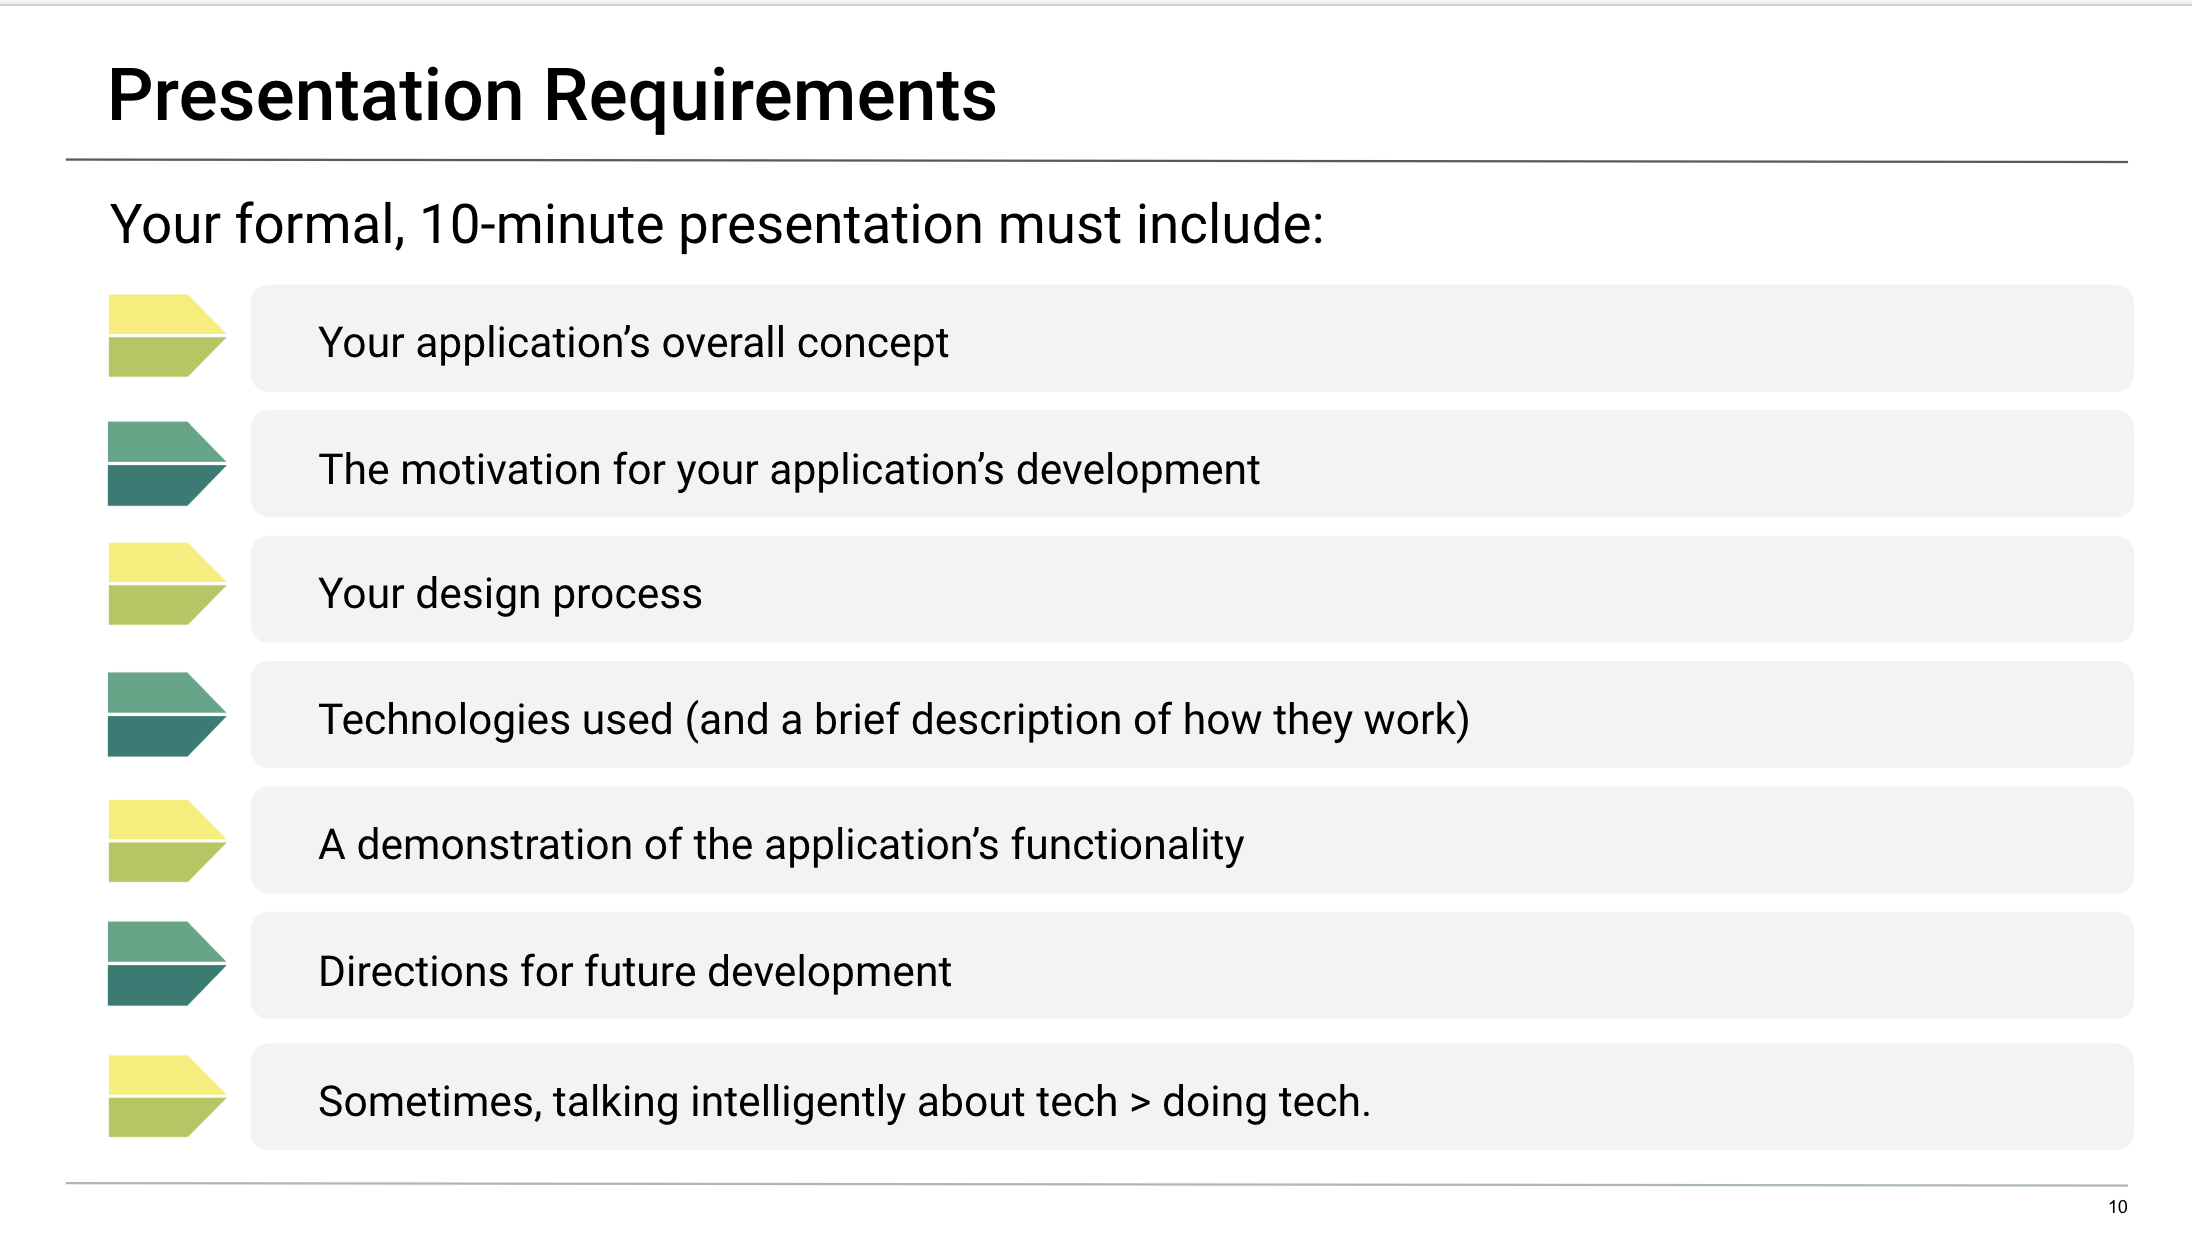 Presentation Requirements
Your formal, 10-minute presentation must include:
Your application’s overall concept
The motivation for your application’s development
Your design process
Technologies used (and a brief description of how they work)
A demonstration of the application’s functionality
Directions for future development
Sometimes, talking intelligently about tech > doing tech.
10